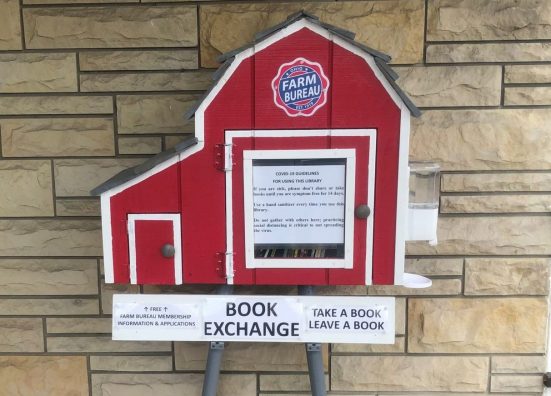 OHIO
FARM
BUREAU
COVID-19 GUIDELINES
FOR USING THIS LIBRARY
If you are sick, please don't share or take
books until you are symptom free for 14 days.
Use a hand sanitizer every time you use this
library.
Do not gather with others here; practicing
social distancing is critical to not spreading
the virus.
↑ FREE ↑
FARM BUREAU MEMBERSHIP
INFORMATION & APPLICATIONS
BOOK
EXCHANGE
TAKE A BOOK
LEAVE A BOOK